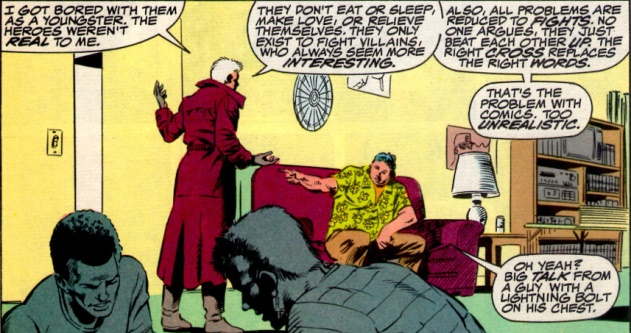 I GOT BORED WITH THEM
AS A YOUNGSTER. THE
HEROES WEREN'T
REAL TO ME.
THEY DON'T EAT OR SLEEP,
MAKE LOVE, OR RELIEVE
THEMSELVES. THEY ONLY
EXIST TO FIGHT VILLAINS,
WHO ALWAYS SEEM MORE
INTERESTING.
ALSO, ALL PROBLEMS ARE
REDUCED TO FIGHTS. NO
ONE ARGUES, THEY JUST
BEAT EACH OTHER UP. THE
RIGHT CROSS REPLACES
THE RIGHT WORDS.
THAT'S THE
PROBLEM WITH
COMICS. TOO
UNREALISTIC.
OH YEAH?
BIG TALK FROM
A GUY WITH A
LIGHTNING BOLT
ON HIS CHEST.